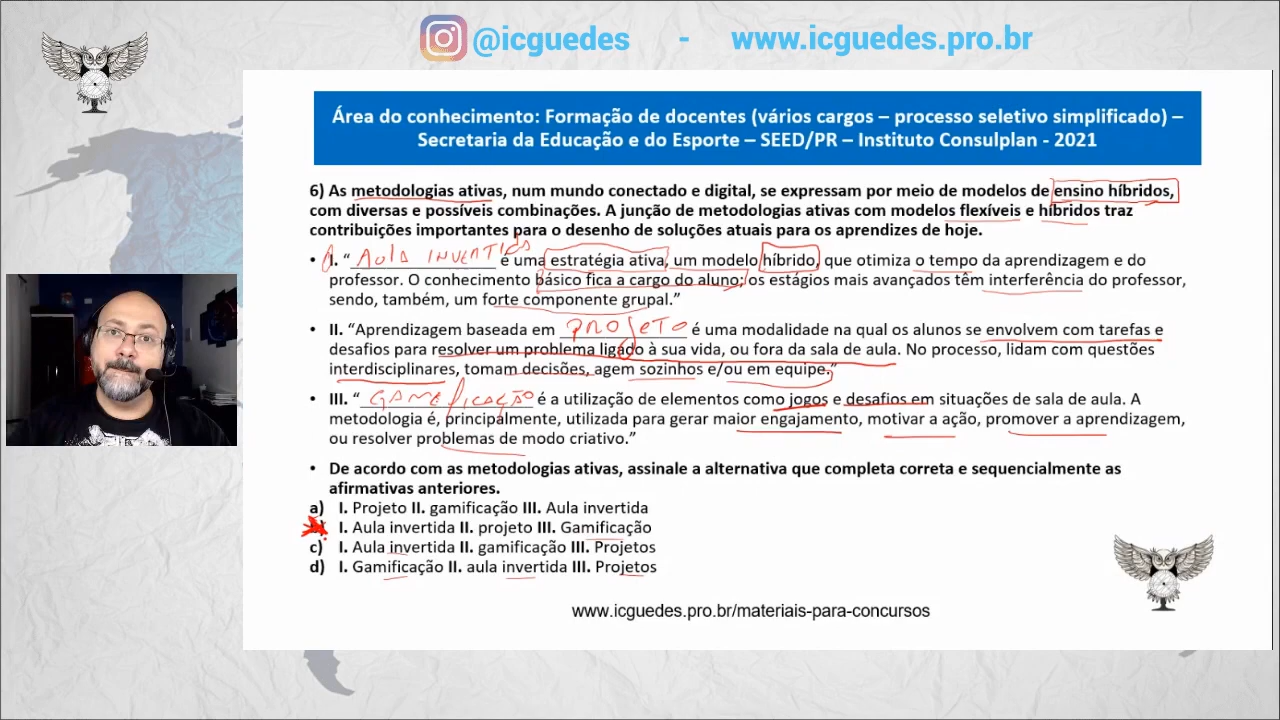 @icguedes - www.icguedes.pro.br
Área do conhecimento: Formação de docentes (vários cargos – processo seletivo simplificado) –
Secretaria da Educação e do Esporte – SEED/PR – Instituto Consulplan - 2021
6) As metodologias ativas, num mundo conectado e digital, se expressam por meio de modelos de ensino híbridos,
com diversas e possíveis combinações. A junção de metodologias ativas com modelos flexíveis e híbridos traz
contribuições importantes para o desenho de soluções atuais para os aprendizes de hoje.
• I. “AULA INVERTIDA é uma estratégia ativa, um modelo híbrido, que otimiza o tempo da aprendizagem e do
professor. O conhecimento básico fica a cargo do aluno; os estágios mais avançados têm interferência do professor,
sendo, também, um forte componente grupal.”
• II. “Aprendizagem baseada em PROJETO é uma modalidade na qual os alunos se envolvem com tarefas e
desafios para resolver um problema ligado à sua vida, ou fora da sala de aula. No processo, lidam com questões
interdisciplinares, tomam decisões, agem sozinhos e/ou em equipe.”
• III. “GAMEFICAÇÃO é a utilização de elementos como jogos e desafios em situações de sala de aula. A
metodologia é, principalmente, utilizada para gerar maior engajamento, motivar a ação, promover a aprendizagem,
ou resolver problemas de modo criativo.”
• De acordo com as metodologias ativas, assinale a alternativa que completa correta e sequencialmente as
afirmativas anteriores.
a) I. Projeto II. gamificação III. Aula invertida
I. Aula invertida II. projeto III. Gamificação
c) I. Aula invertida II. gamificação III. Projetos
d) I. Gamificação II. aula invertida III. Projetos
www.icguedes.pro.br/materiais-para-concursos